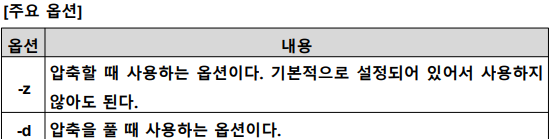 [주요 옵션]
옵션 내용
-z 압축할 때 사용하는 옵션이다. 기본적으로 설정되어 있어서 사용하지
않아도 된다.
-d 압축을 풀 때 사용하는 옵션이다.